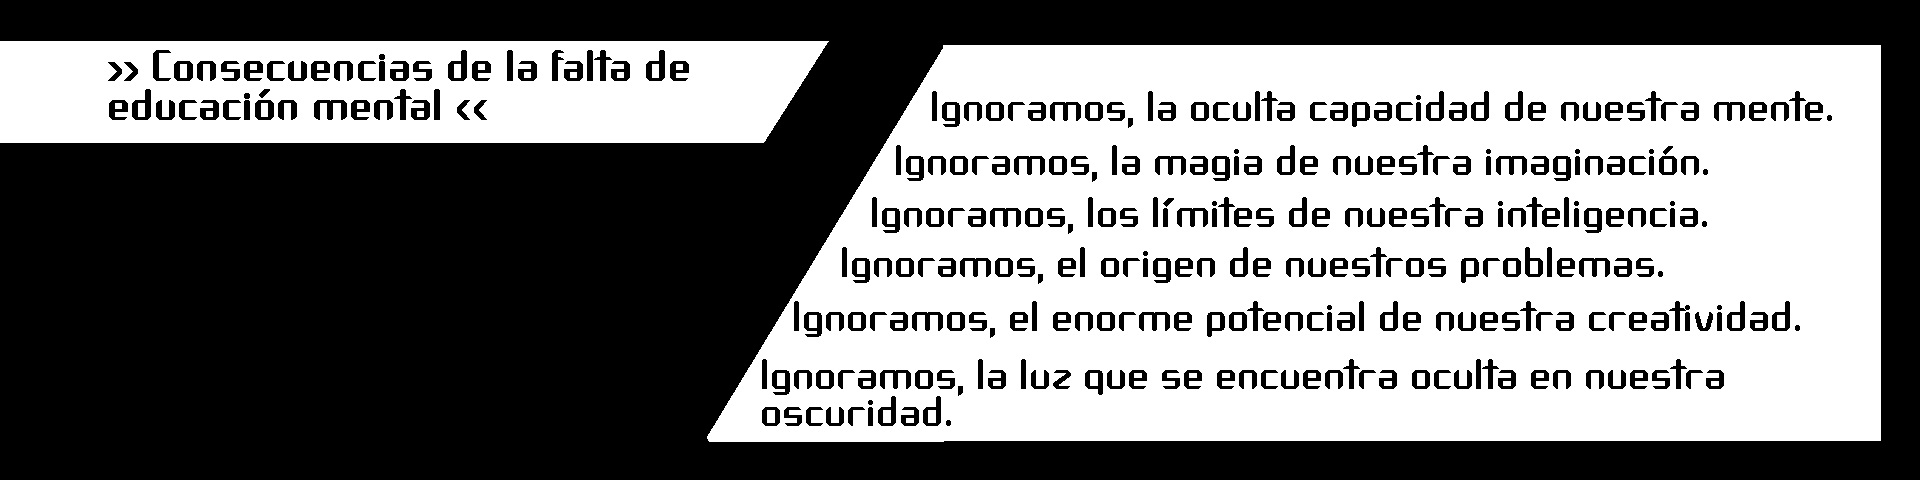 >> Consecuencias de la falta de
educación mental <<
Ignoramos, la oculta capacidad de nuestra mente.
Ignoramos, la magia de nuestra imaginación.
Ignoramos, los límites de nuestra inteligencia.
Ignoramos, el origen de nuestros problemas.
Ignoramos, el enorme potencial de nuestra creatividad.
Ignoramos, la luz que se encuentra oculta en nuestra
oscuridad.